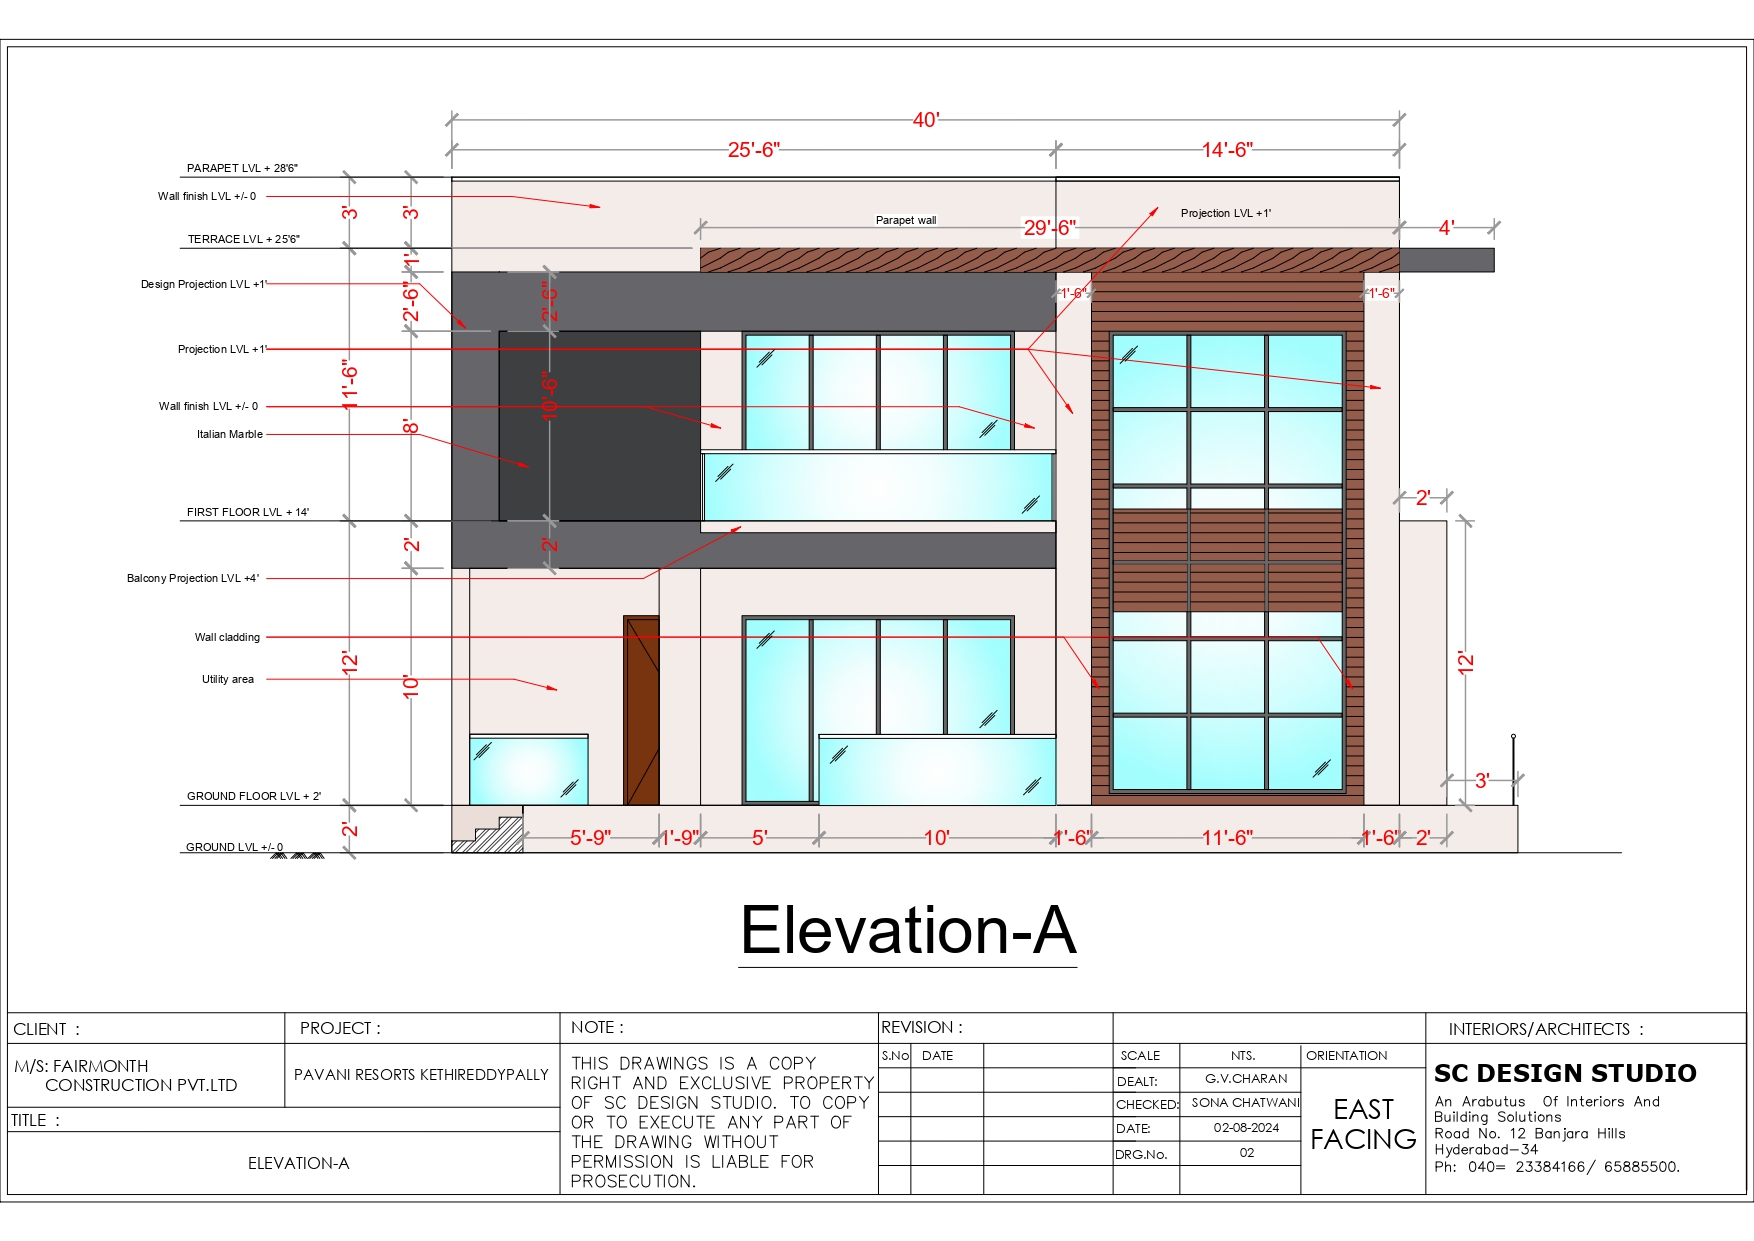 40'
25'-6"
14'-6"
PARAPET LVL + 28'6"
Wall finish LVL +/- 0
3'
3'
Parapet wall
Projection LVL +1'
29'-6"
4'
TERRACE LVL + 25'6"
1'
Design Projection LVL +1'
2'-6"
2'-6"
1'-6"
1'-6"
Projection LVL +1'
11'-6"
10'-6"
Wall finish LVL +/- 0
8'
Italian Marble
2'
FIRST FLOOR LVL + 14'
2'
2'
Balcony Projection LVL +4'
Wall cladding
12'
12'
Utility area
10'
3'
GROUND FLOOR LVL + 2'
2'
5'-9"
1'-9"
5'
10'
1'-6"
11'-6"
1'-6"
2'
GROUND LVL +/- 0
Elevation-A
CLIENT :
PROJECT :
NOTE :
REVISION :
INTERIORS/ARCHITECTS :
M/S: FAIRMONTH
CONSTRUCTION PVT.LTD
PAVANI RESORTS KETHIREDDYPALLY
TITLE :
ELEVATION-A
THIS DRAWINGS IS A COPY
RIGHT AND EXCLUSIVE PROPERTY
OF SC DESIGN STUDIO. TO COPY
OR TO EXECUTE ANY PART OF
THE DRAWING WITHOUT
PERMISSION IS LIABLE FOR
PROSECUTION.
S.No DATE
SCALE NTS.
DEALT: G.V.CHARAN
CHECKED: SONA CHATWANI
DATE: 02-08-2024
DRG.No. 02
ORIENTATION
EAST
FACING
SC DESIGN STUDIO
An Arabutus Of Interiors And
Building Solutions
Road No. 12 Banjara Hills
Hyderabad-34
Ph: 040= 23384166/ 65885500.